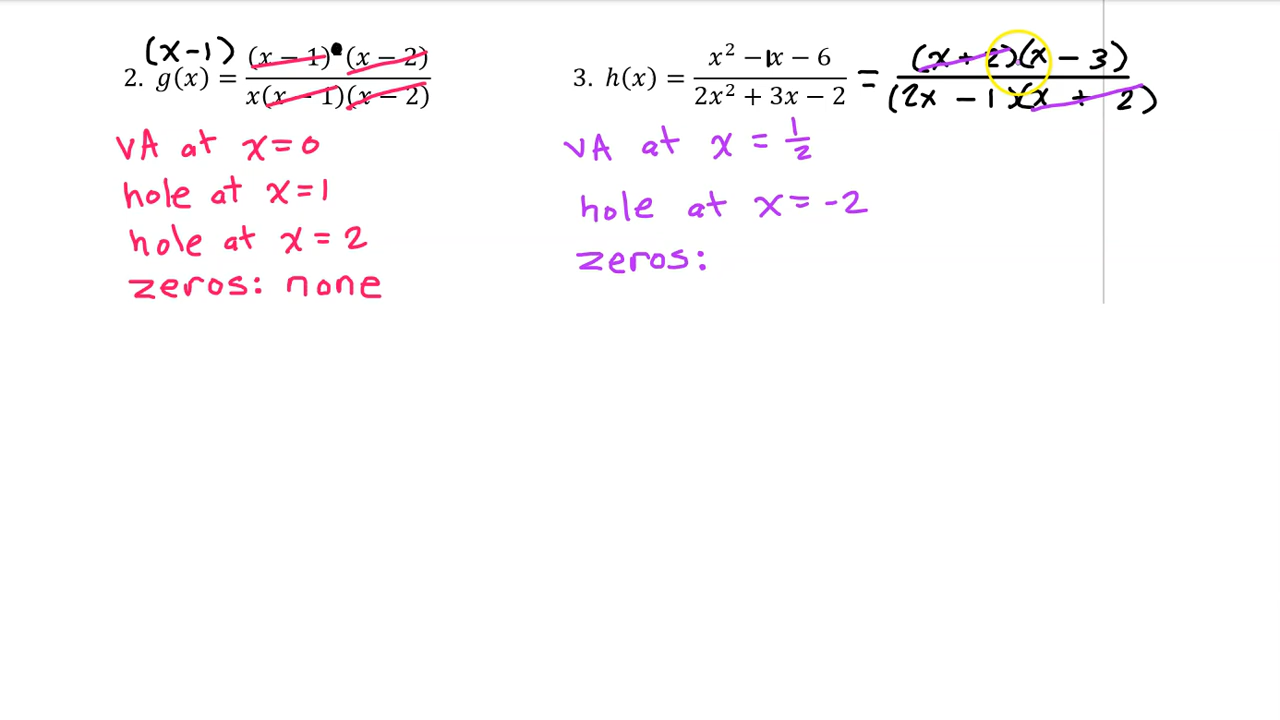 (x-1)
2. g(x) = (x − 1)•(x − 2) / x(x − 1)(x − 2)
VA at x=0
hole at x=1
hole at x=2
zeros: none
3. h(x) = x² − 1x − 6 / 2x² + 3x − 2 = (x+2)(x-3) / (2x-1)(x+2)
VA at x = 1/2
hole at x=-2
zeros: